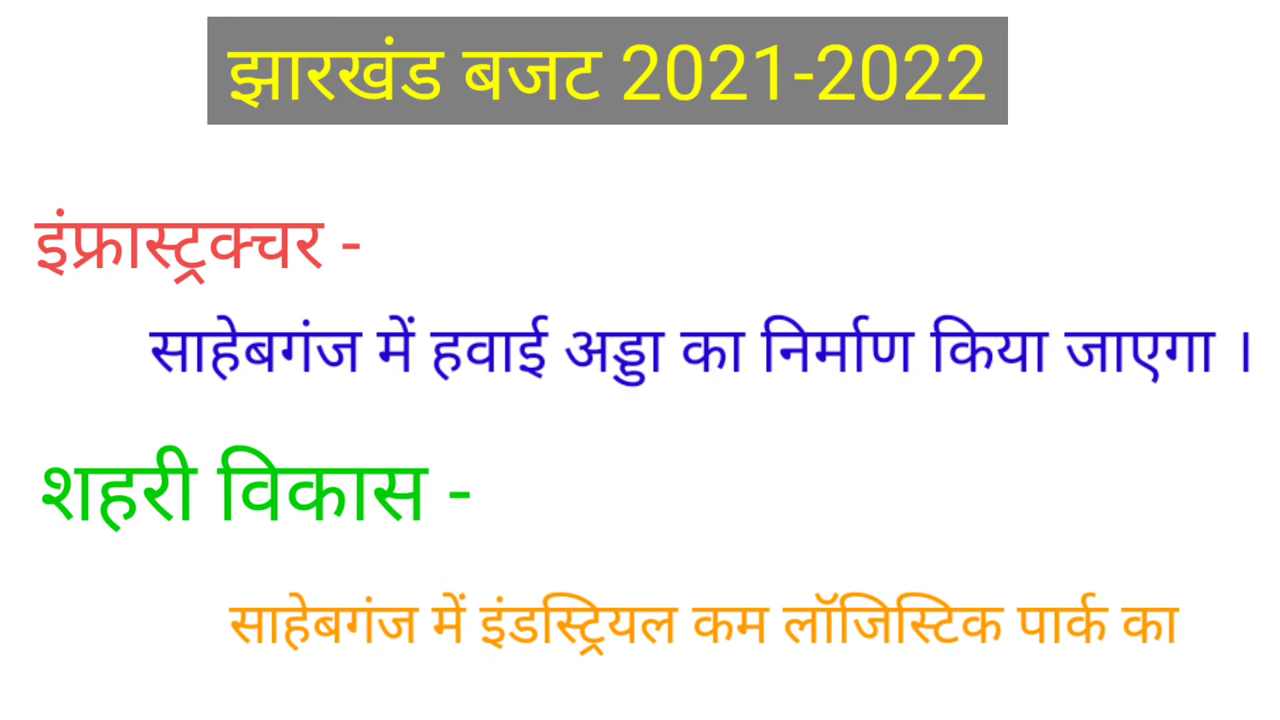 झारखंड बजट 2021-2022
इंफ्रास्ट्रक्चर -
साहेबगंज में हवाई अड्डा का निर्माण किया जाएगा ।
शहरी विकास -
साहेबगंज में इंडस्ट्रियल कम लॉजिस्टिक पार्क का